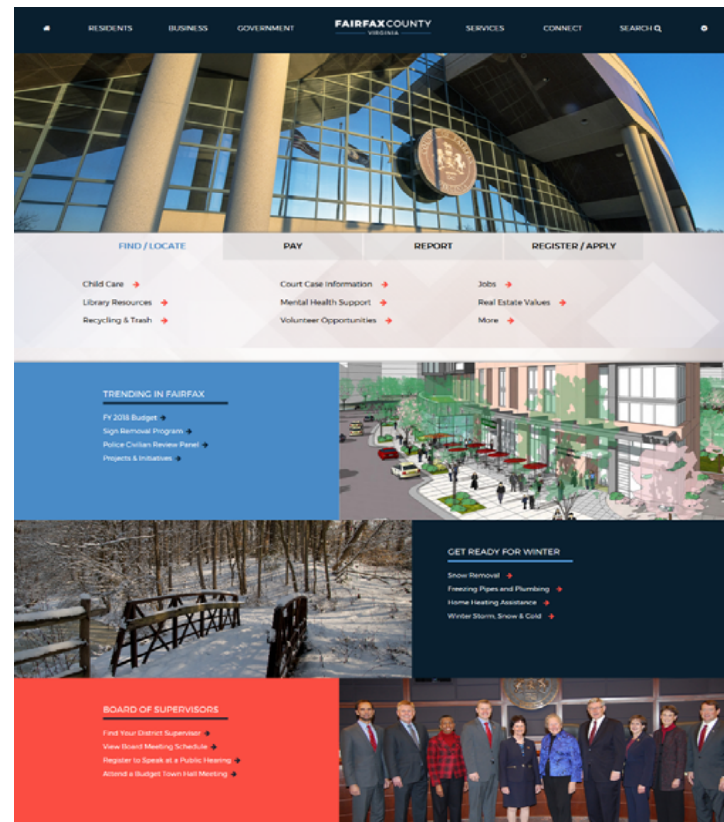 RESIDENTS BUSINESS GOVERNMENT FAIRFAXCOUNTY SERVICES CONNECT SEARCH
VIRGINIA
FIND / LOCATE PAY REPORT REGISTER / APPLY
Child Care Court Case Information Jobs
Library Resources Mental Health Support Real Estate Values
Recycling & Trash Volunteer Opportunities More
TRENDING IN FAIRFAX
FY 2018 Budget
Sign Removal Program
Police Civilian Review Panel
Projects & Initiatives
GET READY FOR WINTER
Snow Removal
Freezing Pipes and Plumbing
Home Heating Assistance
Winter Storm, Snow & Cold
BOARD OF SUPERVISORS
Find Your District Supervisor
View Board Meeting Schedule
Register to Speak at a Public Hearing
Attend a Budget Town Hall Meeting